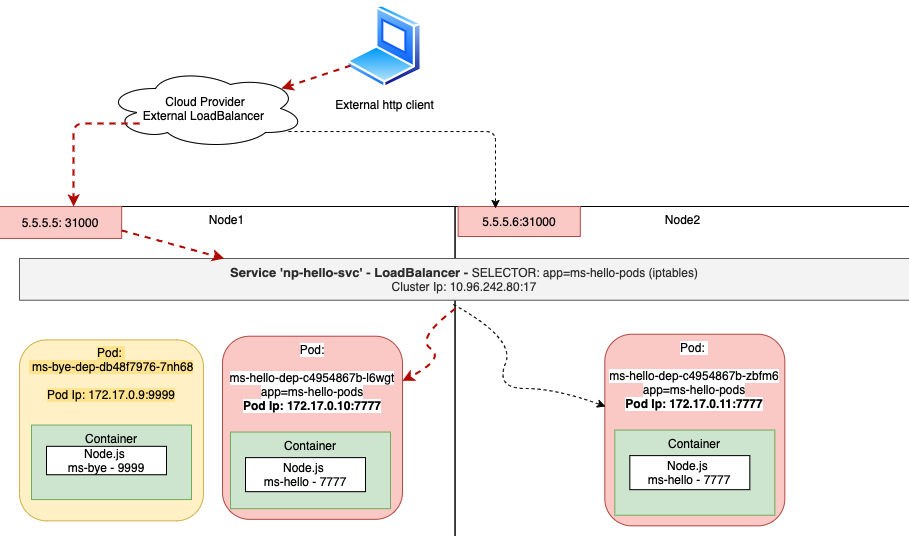 External http client
Cloud Provider
External LoadBalancer
5.5.5.5: 31000
Node1
5.5.5.6:31000
Node2
Service 'np-hello-svc' - LoadBalancer - SELECTOR: app=ms-hello-pods (iptables)
Cluster Ip: 10.96.242.80:17
Pod:
ms-bye-dep-db48f7976-7nh68
Pod Ip: 172.17.0.9:9999
Container
Node.js
ms-bye - 9999
Pod:
ms-hello-dep-c4954867b-l6wgt
app=ms-hello-pods
Pod Ip: 172.17.0.10:7777
Container
Node.js
ms-hello - 7777
Pod:
ms-hello-dep-c4954867b-zbfm6
app=ms-hello-pods
Pod Ip: 172.17.0.11:7777
Container
Node.js
ms-hello - 7777